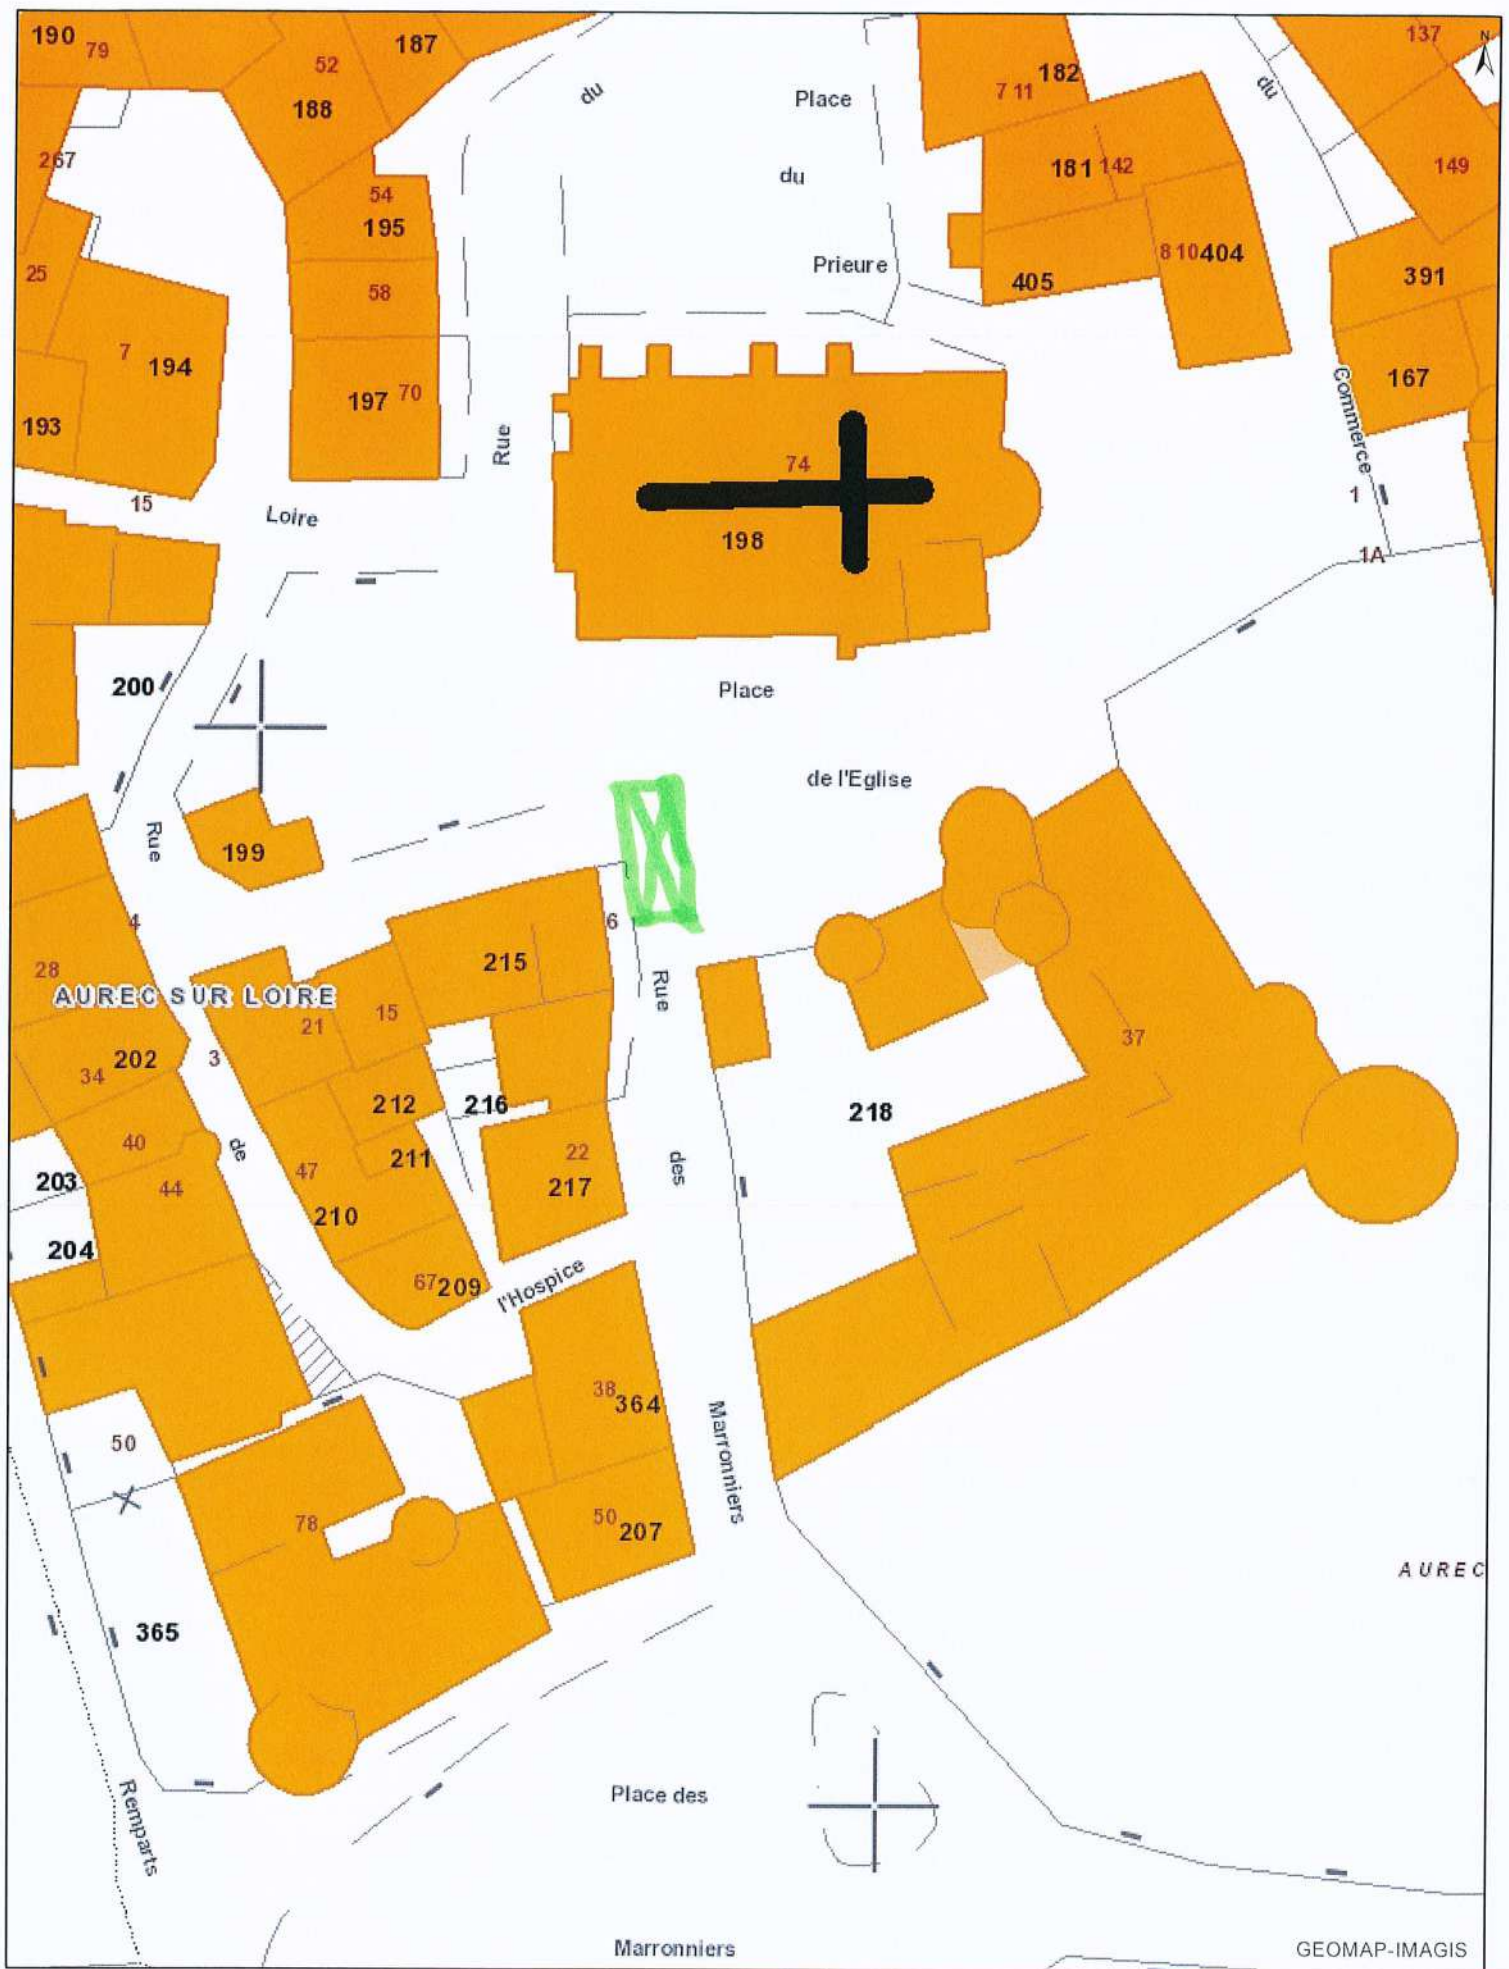 190
79
52
187
188
du
Place
7 11
182
du
137
N
267
54
195
du
181
142
149
25
58
Prieure
405
8 10
404
391
7
194
197
70
193
Rue
74
Commerce
167
15
Loire
198
1
1A
200
Place
de l'Eglise
Rue
199
4
6
28
215
Rue
AUREC SUR LOIRE
21
15
34
202
3
37
212
216
218
40
de
47
211
22
des
203
44
210
217
204
67
209
l'Hospice
38
364
50
Marronniers
78
50
207
AUREC
365
Remparts
Place des
Marronniers
GEOMAP-IMAGIS